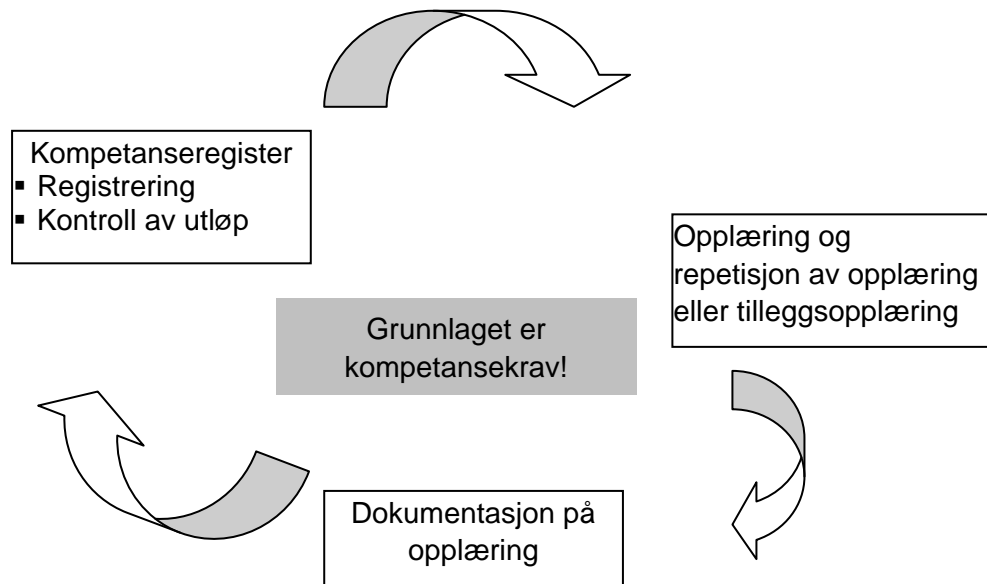 Kompetanseregister
▪ Registrering
▪ Kontroll av utløp
Opplæring og
repetisjon av opplæring
eller tilleggsopplæring
Grunnlaget er
kompetansekrav!
Dokumentasjon på
opplæring